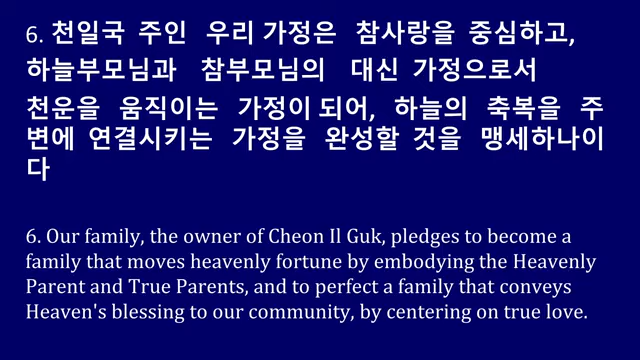 6. 천일국 주인 우리 가정은 참사랑을 중심하고,
하늘부모님과 참부모님의 대신 가정으로서
천운을 움직이는 가정이 되어, 하늘의 축복을 주
변에 연결시키는 가정을 완성할 것을 맹세하나이
다
6. Our family, the owner of Cheon Il Guk, pledges to become a
family that moves heavenly fortune by embodying the Heavenly
Parent and True Parents, and to perfect a family that conveys
Heaven's blessing to our community, by centering on true love.